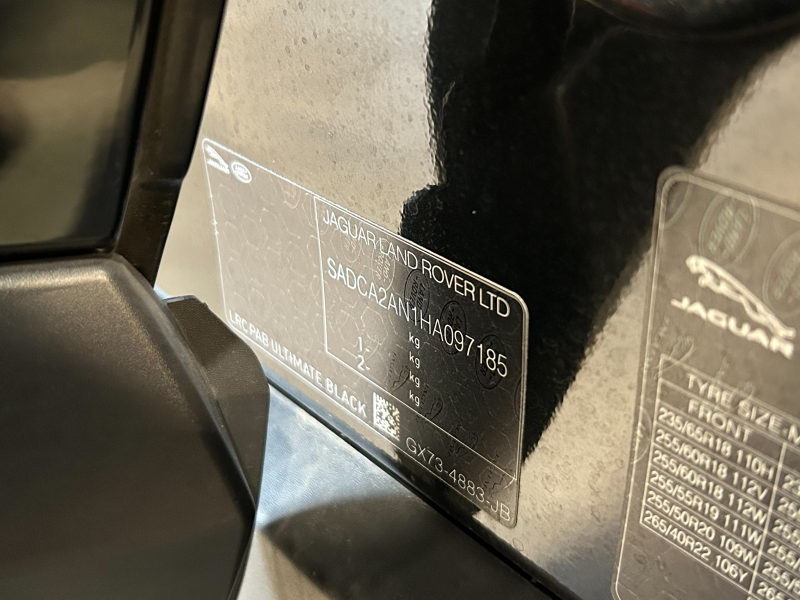 JAGUAR LAND ROVER LTD
SADCA2AN1HA097185
kg
1- kg
2- kg
kg
LRC PAB ULTIMATE BLACK
GX73-4883-JB
JAGUAR
TYRE SIZE
FRONT
235/65R18 110H
255/60R18 112V
255/60R18 112W
255/55R19 111W
255/50R20 109W
265/40R22 106Y